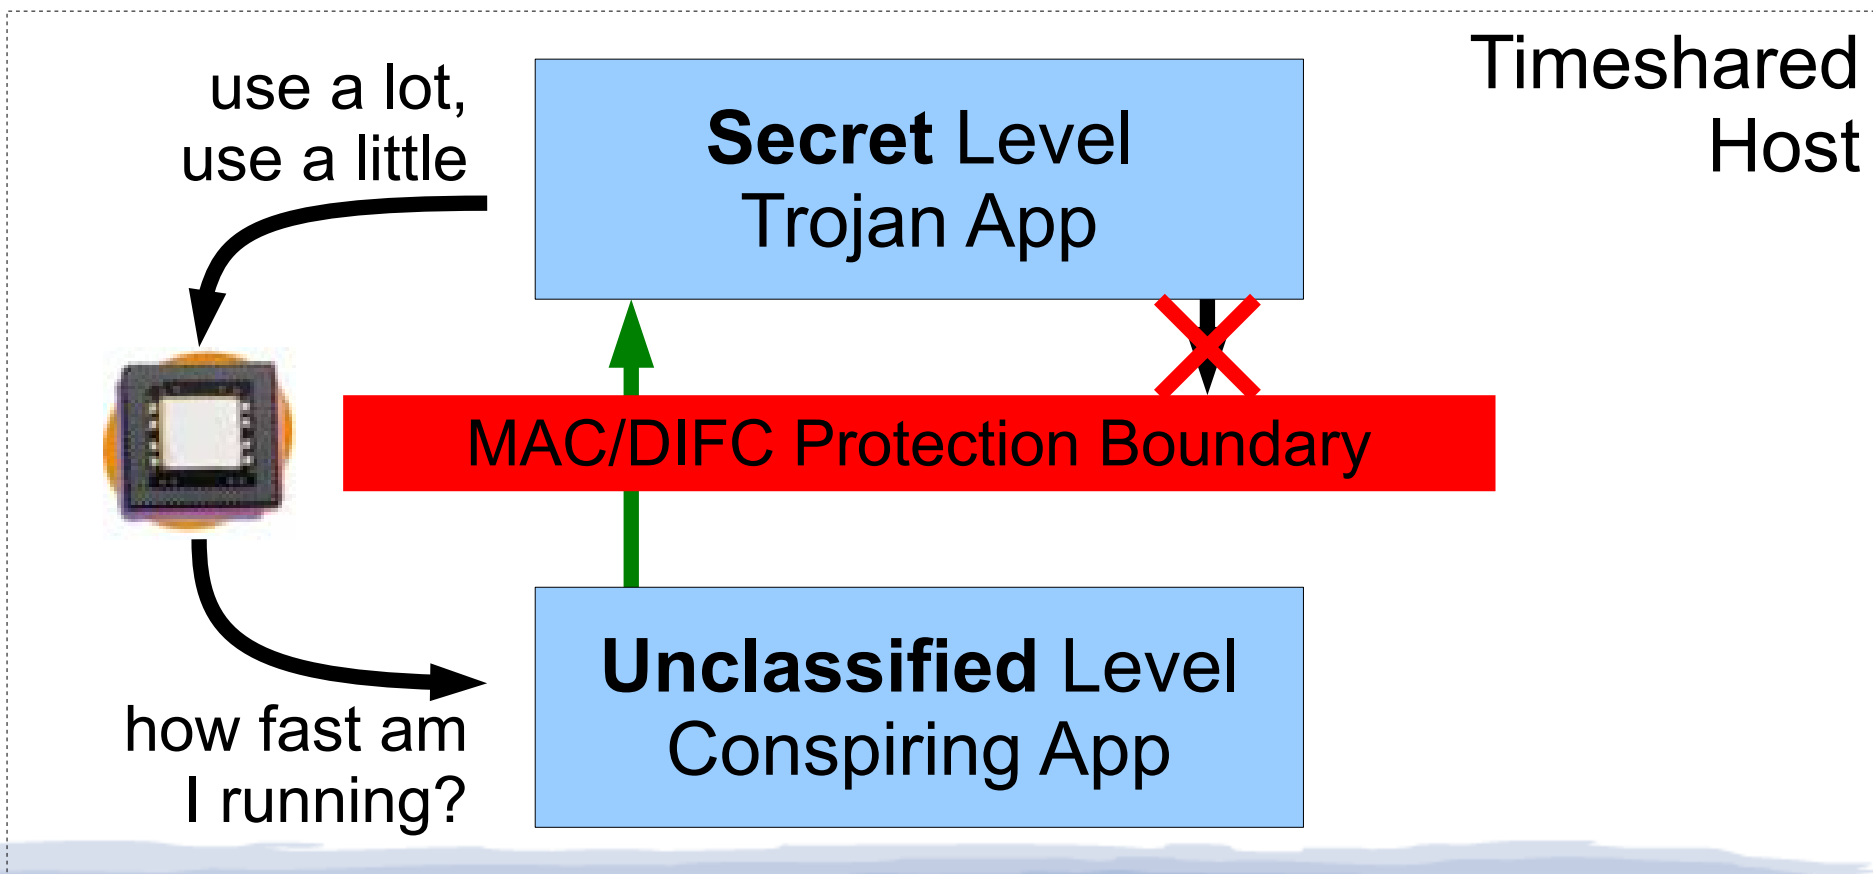 Timeshared
Host
use a lot,
use a little
Secret Level
Trojan App
MAC/DIFC Protection Boundary
Unclassified Level
Conspiring App
how fast am
I running?